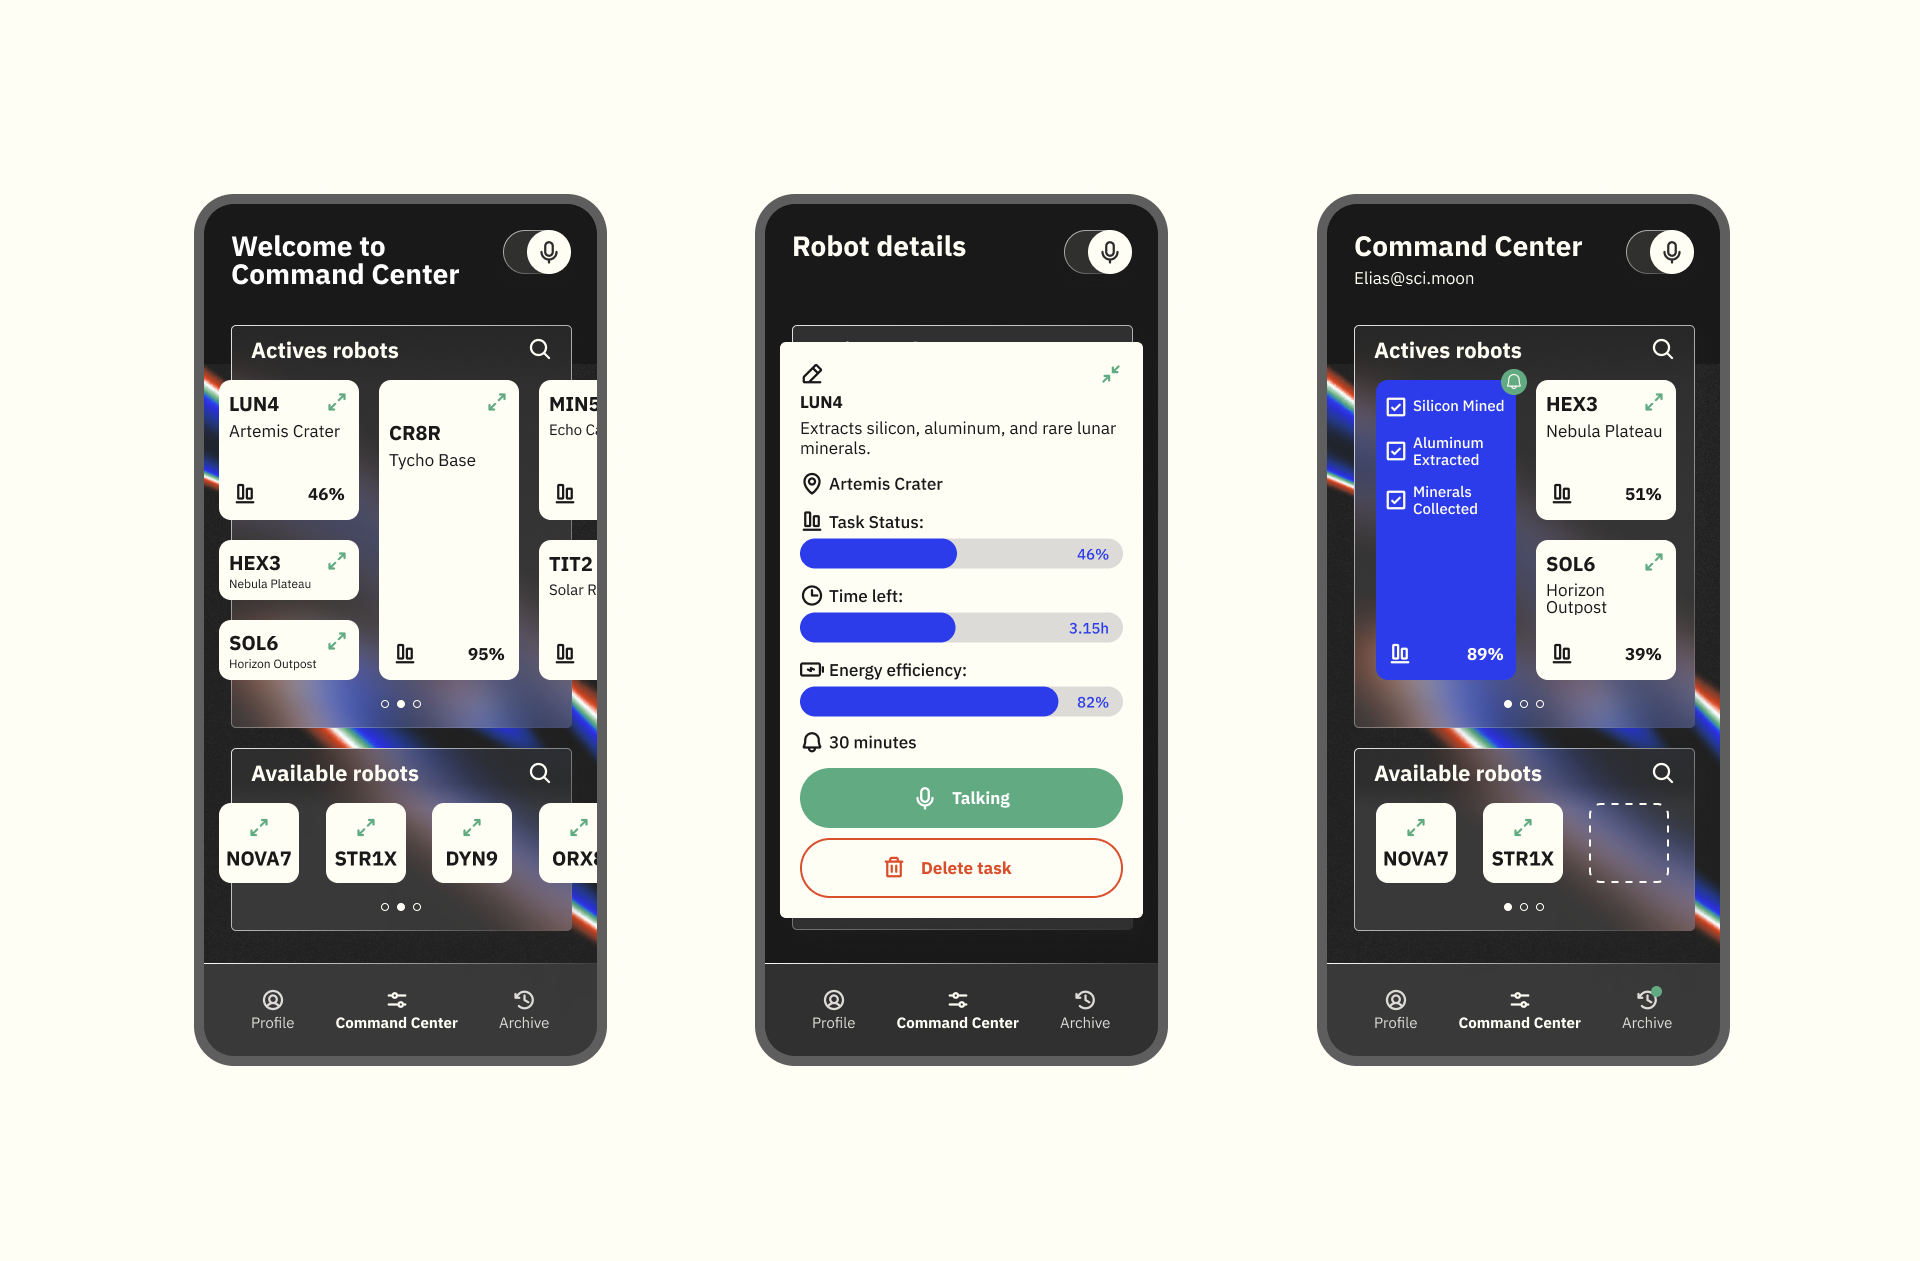 Welcome to
Command Center
Actives robots
LUN4
Artemis Crater
46%
HEX3
Nebula Plateau
SOL6
Horizon Outpost
CR8R
Tycho Base
95%
MIN5
Echo
TIT2
Solar
Available robots
NOVA7
STR1X
DYN9
ORX8
Profile
Command Center
Archive
Robot details
LUN4
Extracts silicon, aluminum, and rare lunar
minerals.
Artemis Crater
Task Status:
46%
Time left:
3.15h
Energy efficiency:
82%
30 minutes
Talking
Delete task
Profile
Command Center
Archive
Command Center
Elias@sci.moon
Actives robots
Silicon Mined
Aluminum
Extracted
Minerals
Collected
89%
HEX3
Nebula Plateau
51%
SOL6
Horizon
Outpost
39%
Available robots
NOVA7
STR1X
Profile
Command Center
Archive